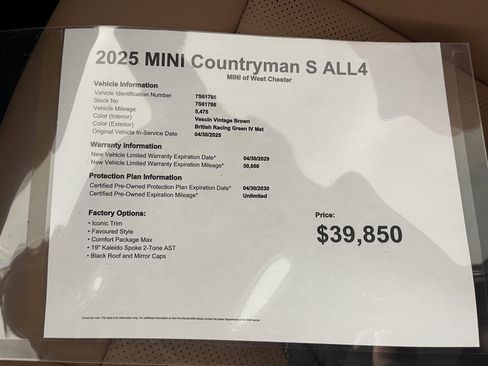 2025 MINI Countryman S ALL4
MINI of West Chester
Vehicle Information
Vehicle Identification Number 7S61786
Stock No 7S61786
Vehicle Mileage 5,475
Color (Interior) Vescin Vintage Brown
Color (Exterior) British Racing Green IV Met
Original Vehicle In-Service Date 04/30/2025
Warranty Information
New Vehicle Limited Warranty Expiration Date* 04/30/2029
New Vehicle Limited Warranty Expiration Mileage* 50,000
Protection Plan Information
Certified Pre-Owned Protection Plan Expiration Date* 04/30/2030
Certified Pre-Owned Expiration Mileage* Unlimited
Factory Options:
• Iconic Trim
• Favoured Style
• Comfort Package Max
• 19" Kaleido Spoke 2-Tone AST
• Black Roof and Mirror Caps
Price:
$39,850